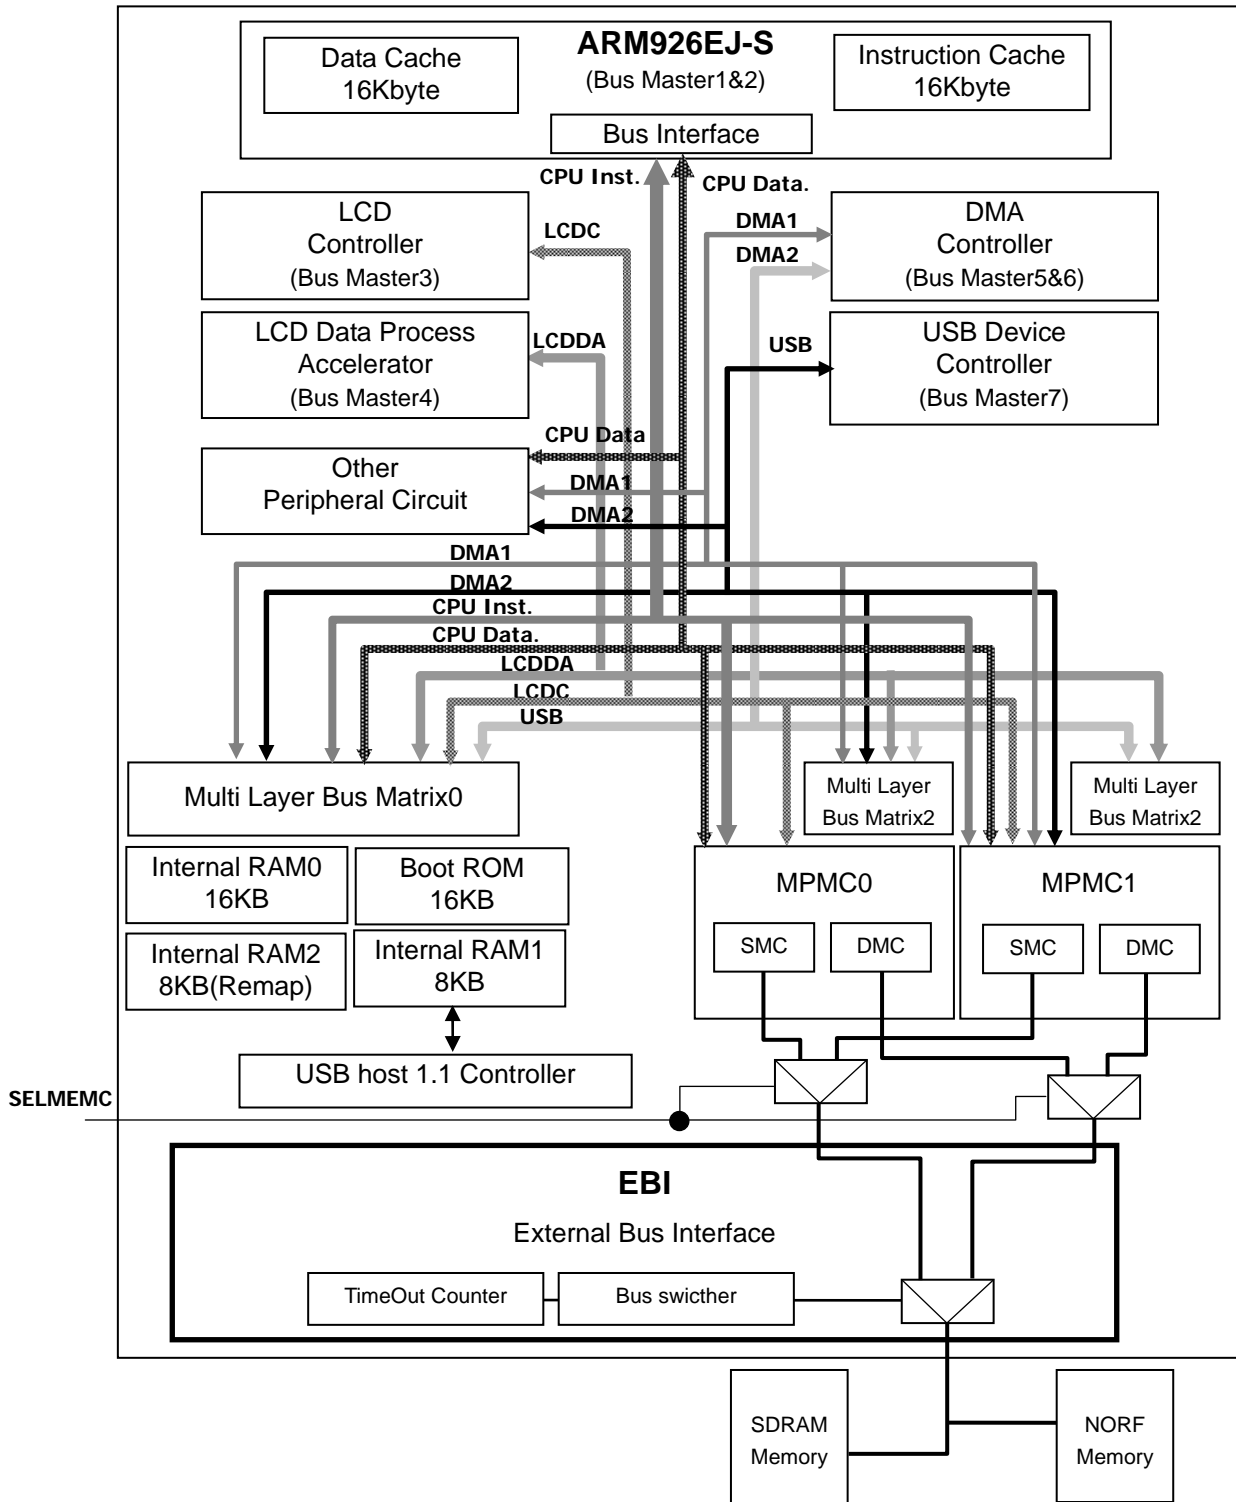 ARM926EJ-S
(Bus Master1&2)
Data Cache
16Kbyte
Instruction Cache
16Kbyte
Bus Interface
CPU Inst.
CPU Data.
LCD
Controller
(Bus Master3)
LCDC
DMA1
DMA2
DMA
Controller
(Bus Master5&6)
LCD Data Process
Accelerator
(Bus Master4)
LCDDA
USB
USB Device
Controller
(Bus Master7)
Other
Peripheral Circuit
CPU Data
DMA1
DMA2
DMA1
DMA2
CPU Inst.
CPU Data.
LCDDA
LCDC
USB
Multi Layer Bus Matrix0
Multi Layer
Bus Matrix2
Multi Layer
Bus Matrix2
Internal RAM0
16KB
Boot ROM
16KB
Internal RAM2
8KB(Remap)
Internal RAM1
8KB
MPMC0
SMC
DMC
MPMC1
SMC
DMC
USB host 1.1 Controller
SELMEMC
EBI
External Bus Interface
TimeOut Counter
Bus swicther
SDRAM
Memory
NORF
Memory